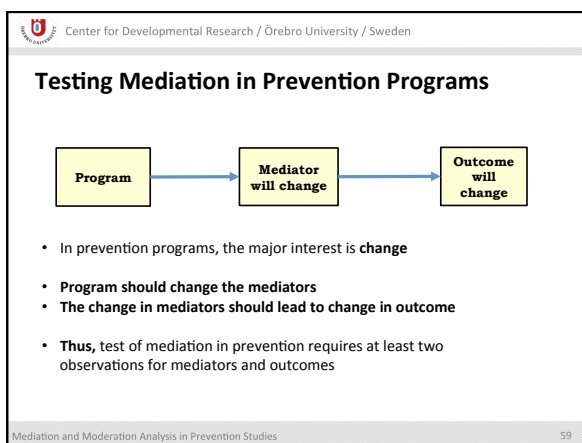 ÖREBRO UNIVERSITET
Center for Developmental Research / Örebro University / Sweden
Testing Mediation in Prevention Programs
Program
Mediator
will change
Outcome
will
change
• In prevention programs, the major interest is change
• Program should change the mediators
• The change in mediators should lead to change in outcome
• Thus, test of mediation in prevention requires at least two
observations for mediators and outcomes
Mediation and Moderation Analysis in Prevention Studies
59